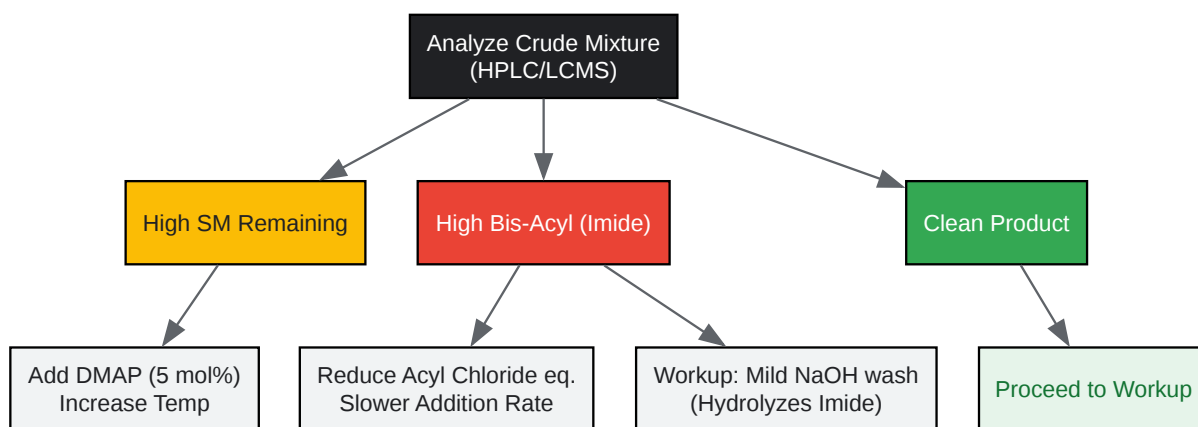 Analyze Crude Mixture
(HPLC/LCMS)
High SM Remaining
High Bis-Acyl (Imide)
Clean Product
Add DMAP (5 mol%)
Increase Temp
Reduce Acyl Chloride eq.
Slower Addition Rate
Workup: Mild NaOH wash
(Hydrolyzes Imide)
Proceed to Workup